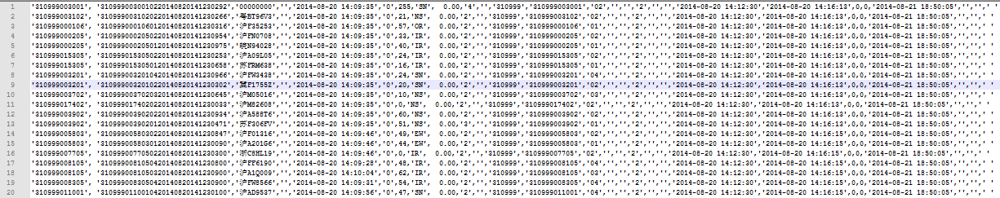 1 '310999003001', '3109990030010220140820141230292','00000000','','','2014-08-20 14:09:35','0',255,'SN', 0.00,'4','','','310999','310999003001','02','','','2','','','2014-08-20 14:12:30','2014-08-20 14:16:13',0,0,'2014-08-21 18:50:05','','','',' '
2 '310999003102', '3109990031020220140820141230266','粤BT96V3','','','2014-08-20 14:09:35','0',21,'NS', 0.00,'2','','','310999','310999003102','02','','','2','','','2014-08-20 14:12:30','2014-08-20 14:16:13',0,0,'2014-08-21 18:50:05','','','',' '
3 '310999000106', '3109990001060120140820141230316','沪F35253','','','2014-08-20 14:09:35','0',57,'OR', 0.00,'2','','','310999','310999000106','01','','','2','','','2014-08-20 14:12:30','2014-08-20 14:16:13',0,0,'2014-08-21 18:50:05','','','',' '
4 '310999000205', '3109990002050220140820141230954','沪FN0708','','','2014-08-20 14:09:35','0',33,'IR', 0.00,'2','','','310999','310999000205','02','','','2','','','2014-08-20 14:12:30','2014-08-20 14:16:13',0,0,'2014-08-21 18:50:05','','','',' '
5 '310999000205', '3109990002050120140820141230975','皖N94028','','','2014-08-20 14:09:35','0',40,'IR', 0.00,'2','','','310999','310999000205','01','','','2','','','2014-08-20 14:12:30','2014-08-20 14:16:13',0,0,'2014-08-21 18:50:05','','','',' '
6 '310999015305', '3109990153050220140820141230253','沪A09L05','','','2014-08-20 14:09:35','0',24,'IR', 0.00,'2','','','310999','310999015305','02','','','2','','','2014-08-20 14:12:30','2014-08-20 14:16:13',0,0,'2014-08-21 18:50:05','','','',' '
7 '310999015305', '3109990153050120140820141230658','苏FRM638','','','2014-08-20 14:09:35','0',16,'IR', 0.00,'2','','','310999','310999015305','01','','','2','','','2014-08-20 14:12:30','2014-08-20 14:16:13',0,0,'2014-08-21 18:50:05','','','',' '
8 '310999003201', '3109990032010420140820141230966','沪FW3438','','','2014-08-20 14:09:35','0',24,'SN', 0.00,'2','','','310999','310999003201','04','','','2','','','2014-08-20 14:12:30','2014-08-20 14:16:13',0,0,'2014-08-21 18:50:05','','','',' '
9 '310999003201', '3109990032010220140820141230302','冀F1755Z','','','2014-08-20 14:09:35','0',20,'SN', 0.00,'2','','','310999','310999003201','02','','','2','','','2014-08-20 14:12:30','2014-08-20 14:16:13',0,0,'2014-08-21 18:50:05','','','',' '
10 '310999003702', '3109990037020320140820141230645','沪M05016','','','2014-08-20 14:09:35','0',10,'NS', 0.00,'2','','','310999','310999003702','03','','','2','','','2014-08-20 14:12:30','2014-08-20 14:16:13',0,0,'2014-08-21 18:50:05','','','',' '
11 '310999017402', '3109990174020220140820141230033','沪MR2608','','','2014-08-20 14:09:35','0',0,'NS', 0.00,'2','','','310999','310999017402','02','','','2','','','2014-08-20 14:12:30','2014-08-20 14:16:13',0,0,'2014-08-21 18:50:05','','','',' '
12 '310999003902', '3109990039020220140820141230934','沪A588T6','','','2014-08-20 14:09:35','0',60,'NS', 0.00,'2','','','310999','310999003902','02','','','2','','','2014-08-20 14:12:30','2014-08-20 14:16:13',0,0,'2014-08-21 18:50:05','','','',' '
13 '310999003902', '3109990039020120140820141230471','苏E306FV','','','2014-08-20 14:09:35','0',51,'NS', 0.00,'3','','','310999','310999003902','01','','','2','','','2014-08-20 14:12:30','2014-08-20 14:16:13',0,0,'2014-08-21 18:50:05','','','',' '
14 '310999005803', '3109990058030220140820141230847','沪F01316','','','2014-08-20 14:09:46','0',49,'EW', 0.00,'2','','','310999','310999005803','02','','','2','','','2014-08-20 14:12:30','2014-08-20 14:16:15',0,0,'2014-08-21 18:50:05','','','',' '
15 '310999005803', '3109990058030120140820141230090','沪A201G6','','','2014-08-20 14:09:46','0',44,'EW', 0.00,'2','','','310999','310999005803','01','','','2','','','2014-08-20 14:12:30','2014-08-20 14:16:15',0,0,'2014-08-21 18:50:05','','','',' '
16 '310999007705', '3109990077050220140820141230300','浙C8HL19','','','2014-08-20 14:09:46','0',0,'IR', 0.00,'2','','','310999','310999007705','02','','','2','','','2014-08-20 14:12:30','2014-08-20 14:16:15',0,0,'2014-08-21 18:50:05','','','',' '
17 '310999008105', '3109990081050420140820141230800','沪FF6190','','','2014-08-20 14:09:28','0',48,'IR', 0.00,'2','','','310999','310999008105','04','','','2','','','2014-08-20 14:12:30','2014-08-20 14:16:15',0,0,'2014-08-21 18:50:05','','','',' '
18 '310999008105', '3109990081050320140820141230900','沪A1Q009','','','2014-08-20 14:10:04','0',62,'IR', 0.00,'2','','','310999','310999008105','03','','','2','','','2014-08-20 14:12:30','2014-08-20 14:16:15',0,0,'2014-08-21 18:50:05','','','',' '
19 '310999008305', '3109990083050420140820141230900','沪FW8566','','','2014-08-20 14:09:31','0',54,'IR', 0.00,'2','','','310999','310999008305','04','','','2','','','2014-08-20 14:12:30','2014-08-20 14:16:15',0,0,'2014-08-21 18:50:05','','','',' '
20 '310999011001', '3109990110010420140820141230100','沪AD9537','','','2014-08-20 14:09:56','0',47,'SN', 0.00,'2','','','310999','310999011001','04','','','2','','','2014-08-20 14:12:30','2014-08-20 14:16:15',0,0,'2014-08-21 18:50:05','','','',' '